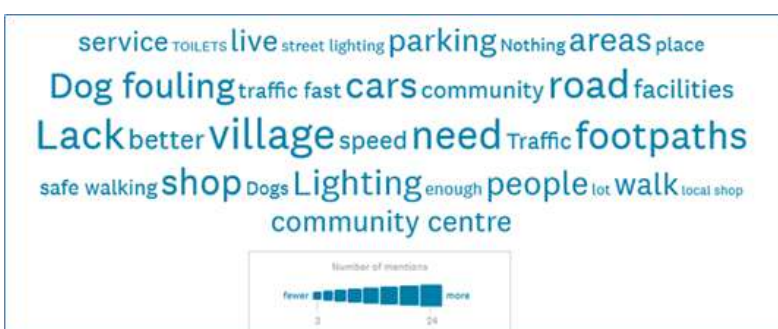 service TOILETS live street lighting parking Nothing areas place
Dog fouling traffic fast cars community road facilities
Lack better village speed need Traffic footpaths
safe walking shop Dogs Lighting enough people lot walk local shop
community centre
Number of mentions
fewer more
3 24